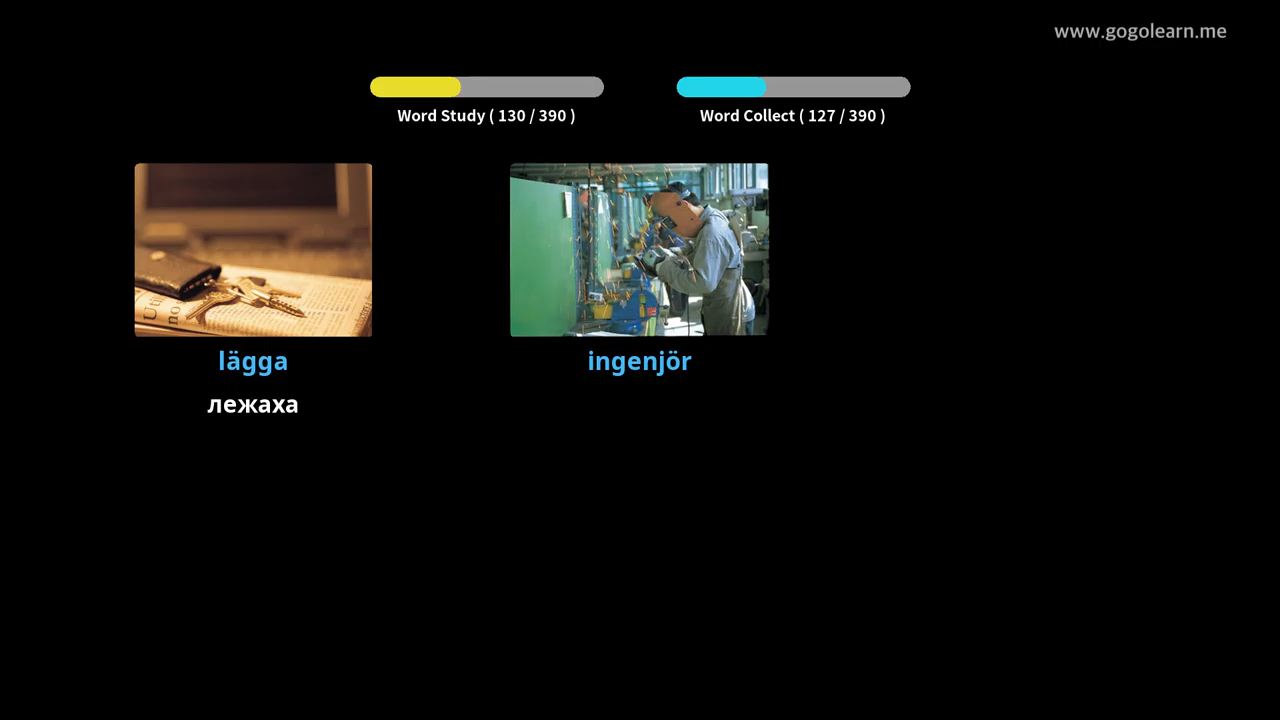 www.gogolearn.me
Word Study ( 130 / 390 )
Word Collect ( 127 / 390 )
lägga
ingenjör
лежаха